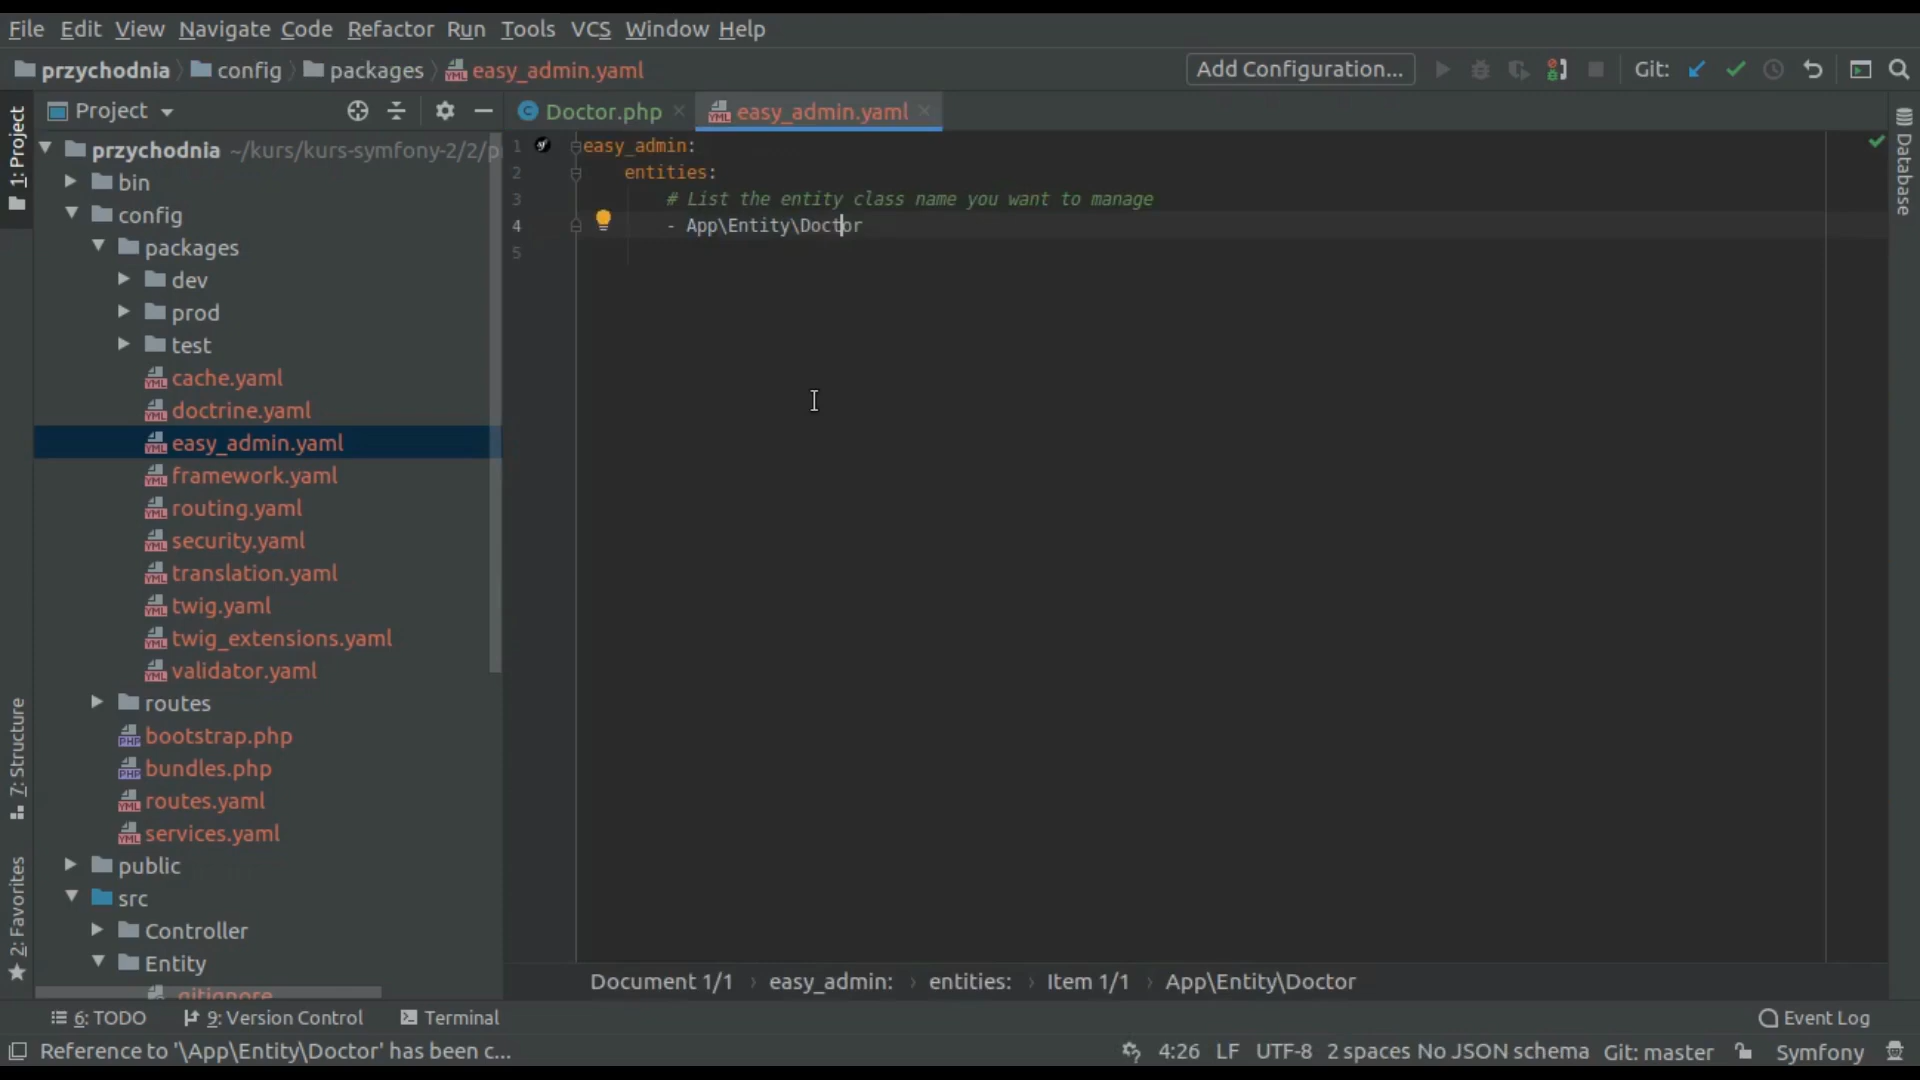 File Edit View Navigate Code Refactor Run Tools VCS Window Help
przychodnia config packages easy_admin.yaml Add Configuration... Git:
Project Doctor.php easy_admin.yaml
1: Project
Database
przychodnia ~/kurs/kurs-symfony-2/2/p
bin
config
packages
dev
prod
test
cache.yaml
doctrine.yaml
easy_admin.yaml
framework.yaml
routing.yaml
security.yaml
translation.yaml
twig.yaml
twig_extensions.yaml
validator.yaml
routes
bootstrap.php
bundles.php
routes.yaml
services.yaml
public
src
Controller
Entity
.gitignore
7: Structure
2: Favorites
1 easy_admin:
2 entities:
3 # List the entity class name you want to manage
4 - App\Entity\Doctor
5
Document 1/1 › easy_admin: › entities: › Item 1/1 › App\Entity\Doctor
6: TODO 9: Version Control Terminal Event Log
Reference to '\App\Entity\Doctor' has been c... 4:26 LF UTF-8 2 spaces No JSON schema Git: master Symfony